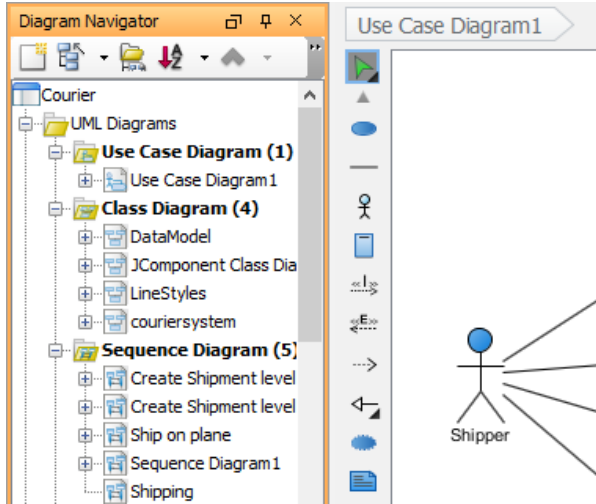 Diagram Navigator
Use Case Diagram1
Courier
UML Diagrams
Use Case Diagram (1)
Use Case Diagram1
Class Diagram (4)
DataModel
JComponent Class Dia
LineStyles
couriersystem
Sequence Diagram (5)
Create Shipment level
Create Shipment level
Ship on plane
Sequence Diagram1
Shipping
A
Z
«I»
«E»
Shipper